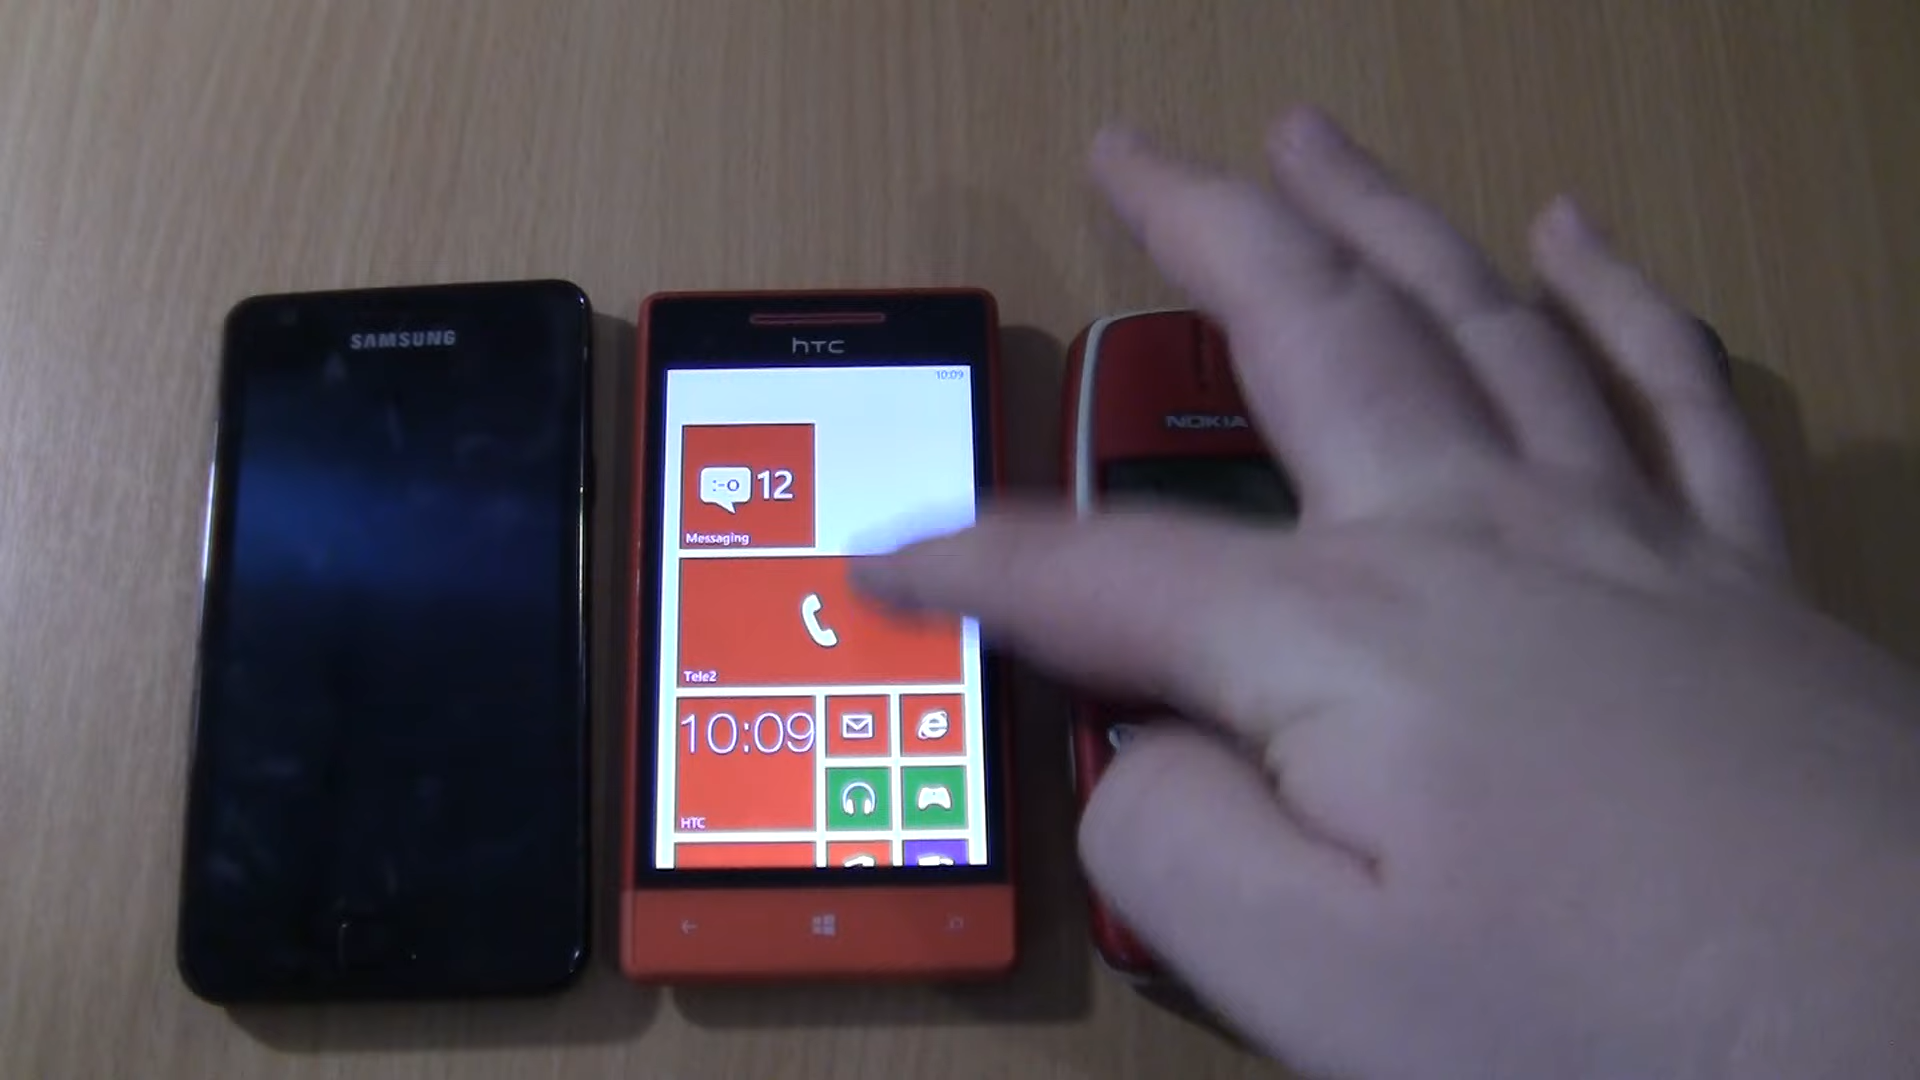 SAMSUNG
hTC
NOKIA
10:09
:-o 12
Messaging
Tele2
10:09
HTC